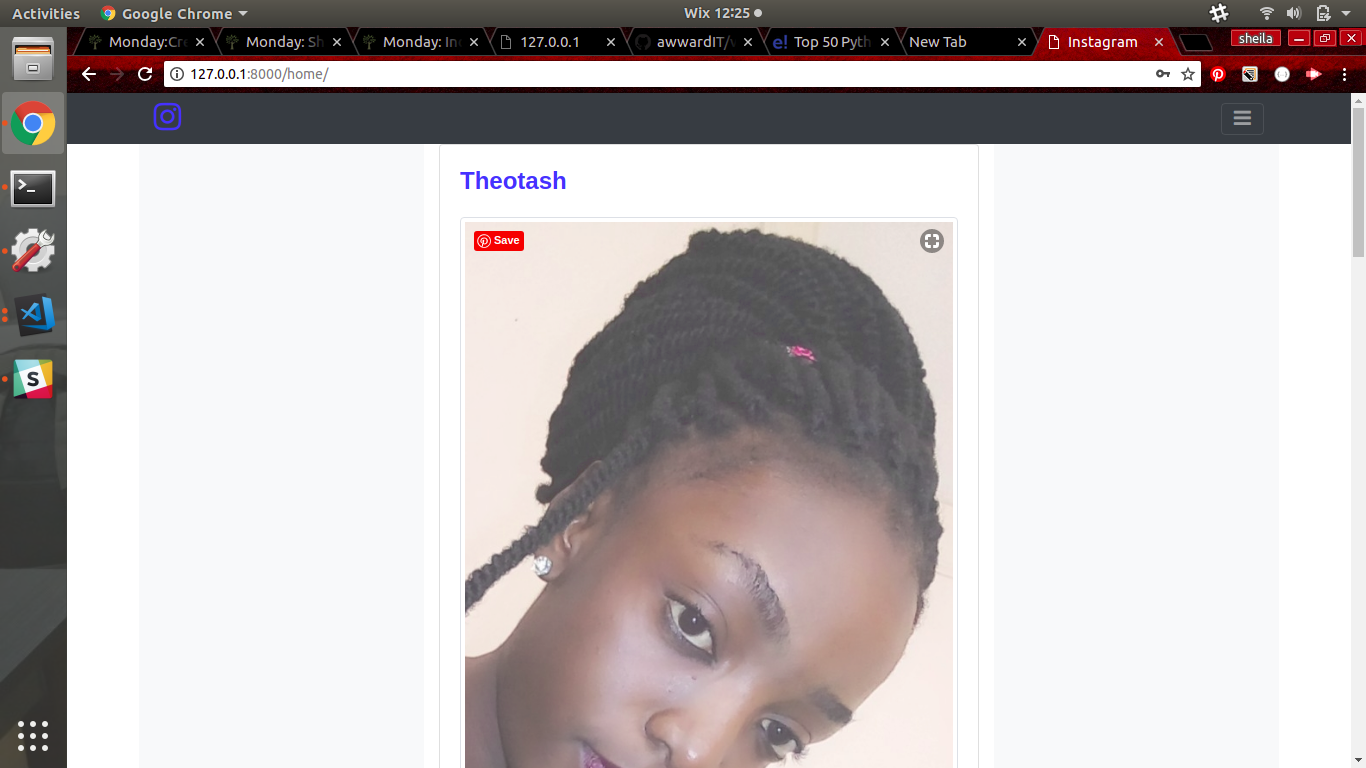 Activities Google Chrome Wix 12:25
Monday:Cre Monday: Sh Monday: In 127.0.0.1 awwardIT/ Top 50 Pyth New Tab Instagram sheila
127.0.0.1:8000/home/
Theotash
Save
S